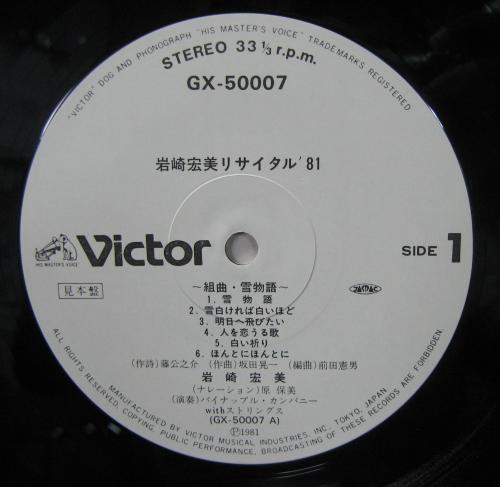 "VICTOR" DOG AND PHONOGRAPH "HIS MASTER'S VOICE" TRADEMARKS REGISTERED
STEREO 33 1/3 r.p.m.
GX-50007
岩崎宏美リサイタル'81
HIS MASTER'S VOICE
Victor
SIDE 1
見本盤
JASRAC
〜組曲・雪物語〜
1. 雪物語
2. 雪白ければ白いほど
3. 明日へ飛びたい
4. 人を恋うる歌
5. 白い祈り
6. ほんとにほんとに
(作詩)藤公之介 (作曲)坂田晃一 (編曲)前田憲男
岩崎宏美
(ナレーション)原 保美
(演奏)パイナップル・カンパニー
withストリングス
(GX-50007 A)
Ⓟ1981
MANUFACTURED BY VICTOR MUSICAL INDUSTRIES, INC., TOKYO, JAPAN
ALL RIGHTS RESERVED. COPYING, PUBLIC PERFORMANCE, BROADCASTING OF THESE RECORDS ARE FORBIDDEN.